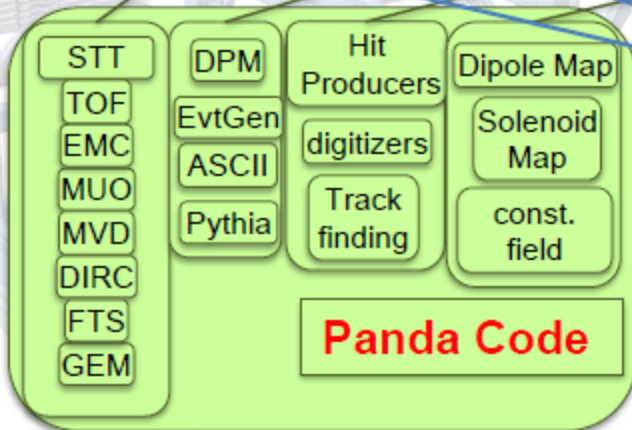 STT
TOF
EMC
MUO
MVD
DIRC
FTS
GEM
DPM
EvtGen
ASCII
Pythia
Hit
Producers
digitizers
Track
finding
Dipole Map
Solenoid
Map
const.
field
Panda Code